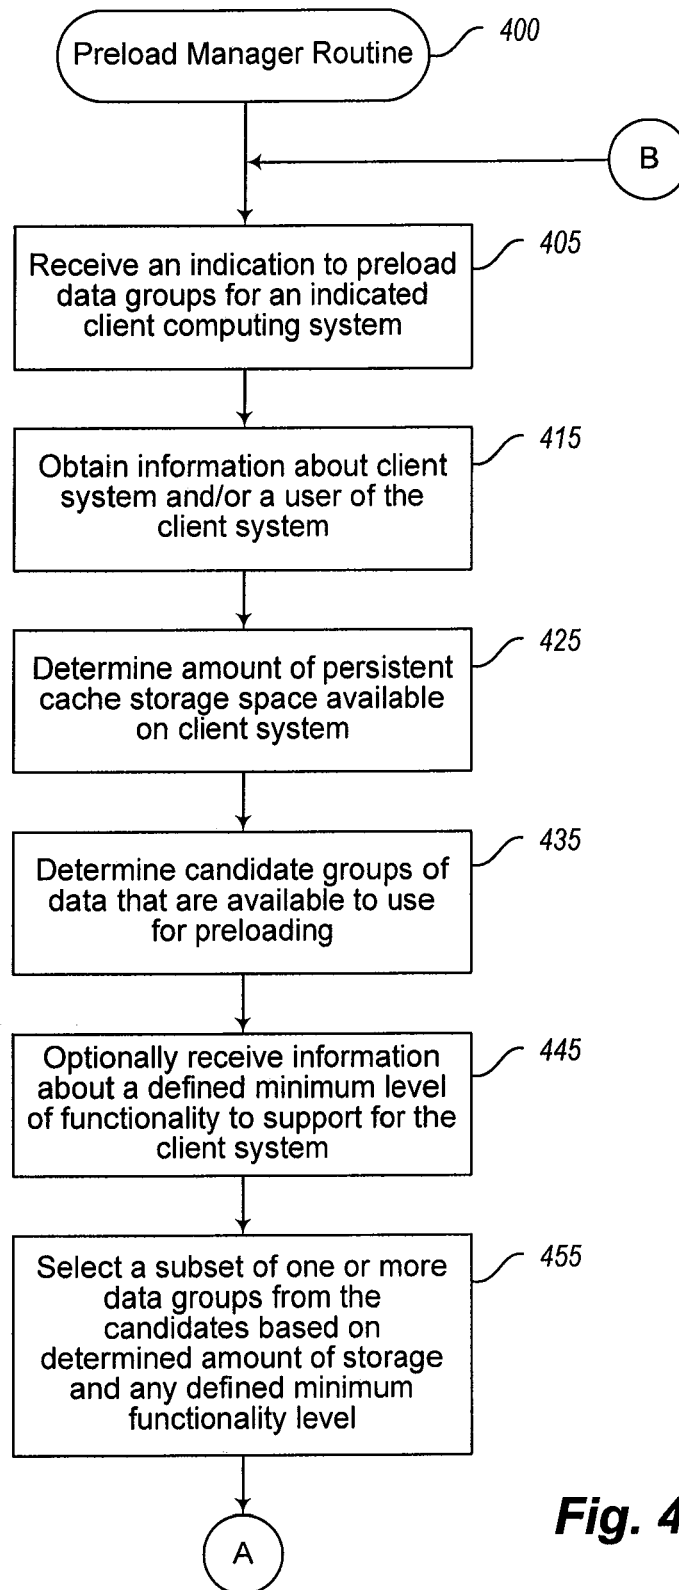 Preload Manager Routine
400
B
405
Receive an indication to preload
data groups for an indicated
client computing system
415
Obtain information about client
system and/or a user of the
client system
425
Determine amount of persistent
cache storage space available
on client system
435
Determine candidate groups of
data that are available to use
for preloading
445
Optionally receive information
about a defined minimum level
of functionality to support for the
client system
455
Select a subset of one or more
data groups from the
candidates based on
determined amount of storage
and any defined minimum
functionality level
Fig. 4
A